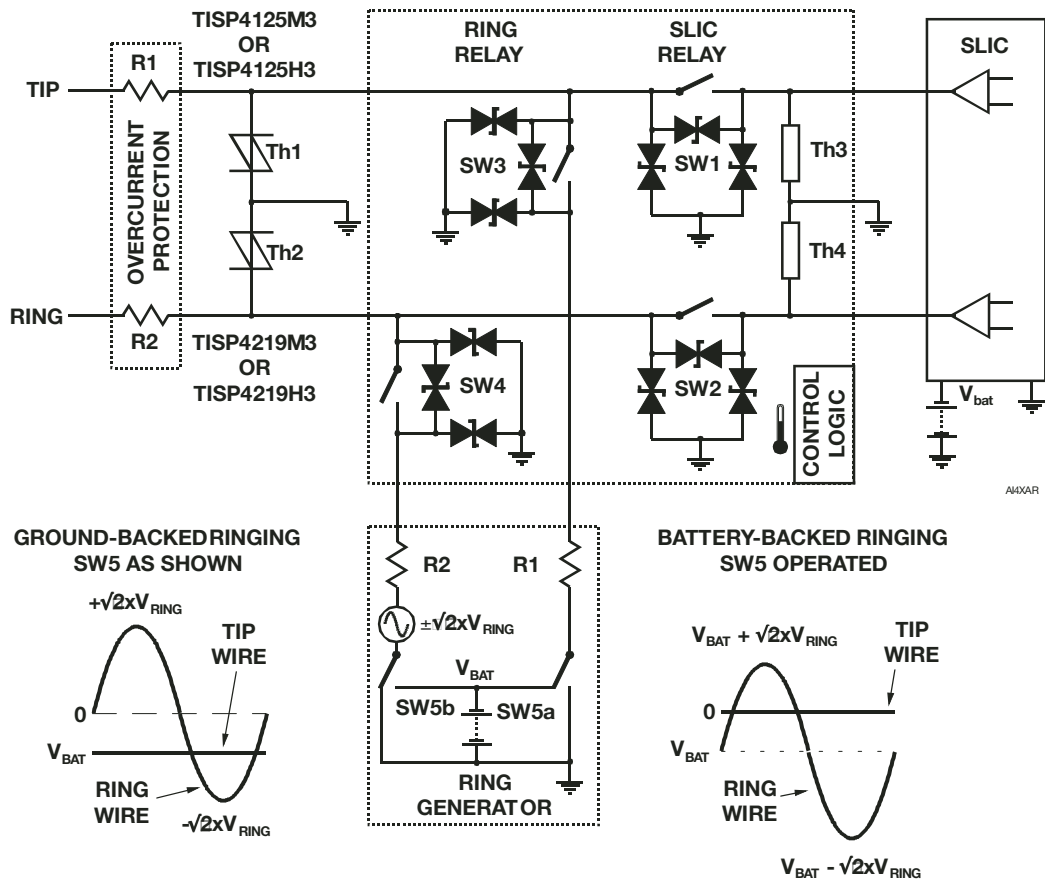 TISP4125M3
OR
TISP4125H3
RING
RELAY
SLIC
RELAY
SLIC
R1
TIP
OVERCURRENT
PROTECTION
Th1
SW3
SW1
Th3
Th2
Th4
RING
R2
TISP4219M3
OR
TISP4219H3
SW4
SW2
CONTROL
LOGIC
Vbat
AI4XAR
GROUND-BACKEDRINGING
SW5 AS SHOWN
BATTERY-BACKED RINGING
SW5 OPERATED
R2
R1
+√2xVRING
±√2xVRING
TIP
WIRE
VBAT
VBAT + √2xVRING
TIP
WIRE
0
SW5b
SW5a
0
VBAT
VBAT
RING
WIRE
-√2xVRING
RING
GENERATOR
RING
WIRE
VBAT - √2xVRING